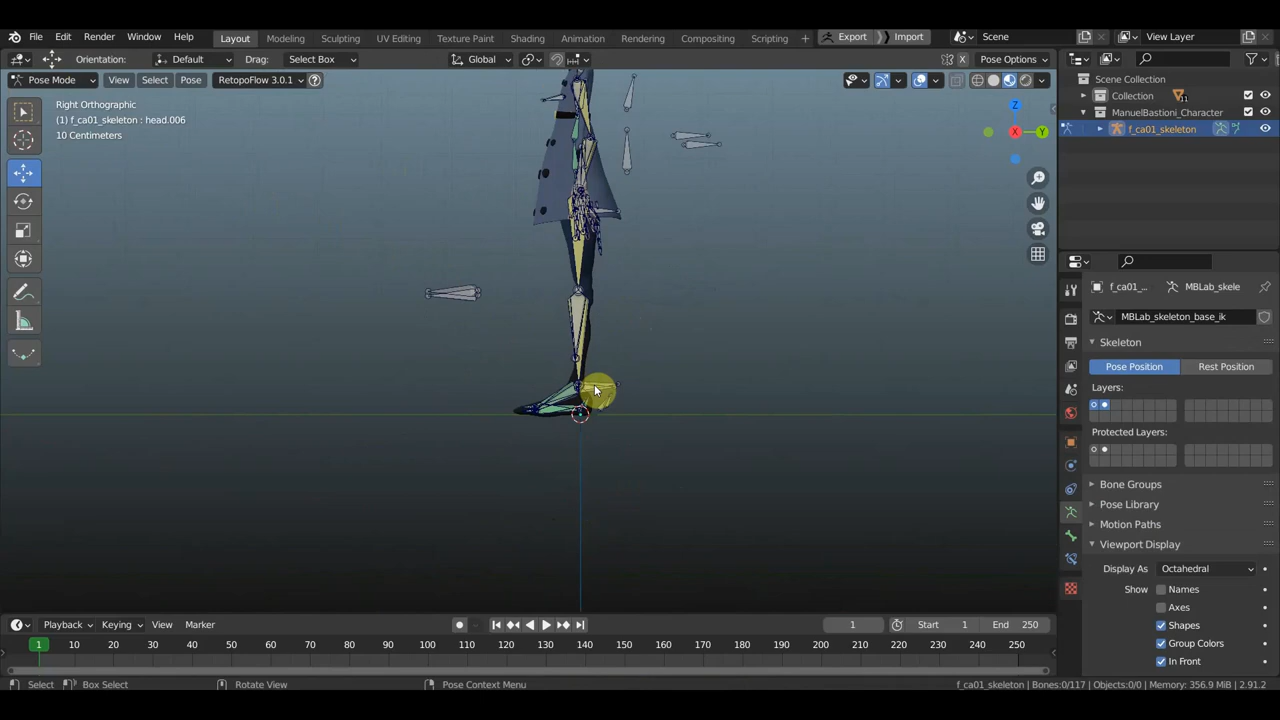 File Edit Render Window Help Layout Modeling Sculpting UV Editing Texture Paint Shading Animation Rendering Compositing Scripting + Export Import Scene View Layer
Orientation: Default Drag: Select Box Global Pose Options
Pose Mode View Select Pose RetopoFlow 3.0.1
Right Orthographic
(1) f_ca01_skeleton : head.006
10 Centimeters
Z
X
Y
Scene Collection
Collection 11
ManuelBastioni_Character
f_ca01_skeleton
f_ca01_... MBLab_skele
MBLab_skeleton_base_ik
Skeleton
Pose Position Rest Position
Layers:
Protected Layers:
Bone Groups
Pose Library
Motion Paths
Viewport Display
Display As Octahedral
Show Names
Axes
Shapes
Group Colors
In Front
Playback Keying View Marker 1 Start 1 End 250
1 10 20 30 40 50 60 70 80 90 100 110 120 130 140 150 160 170 180 190 200 210 220 230 240 250
Select Box Select Rotate View Pose Context Menu f_ca01_skeleton | Bones:0/117 | Objects:0/0 | Memory: 356.9 MiB | 2.91.2